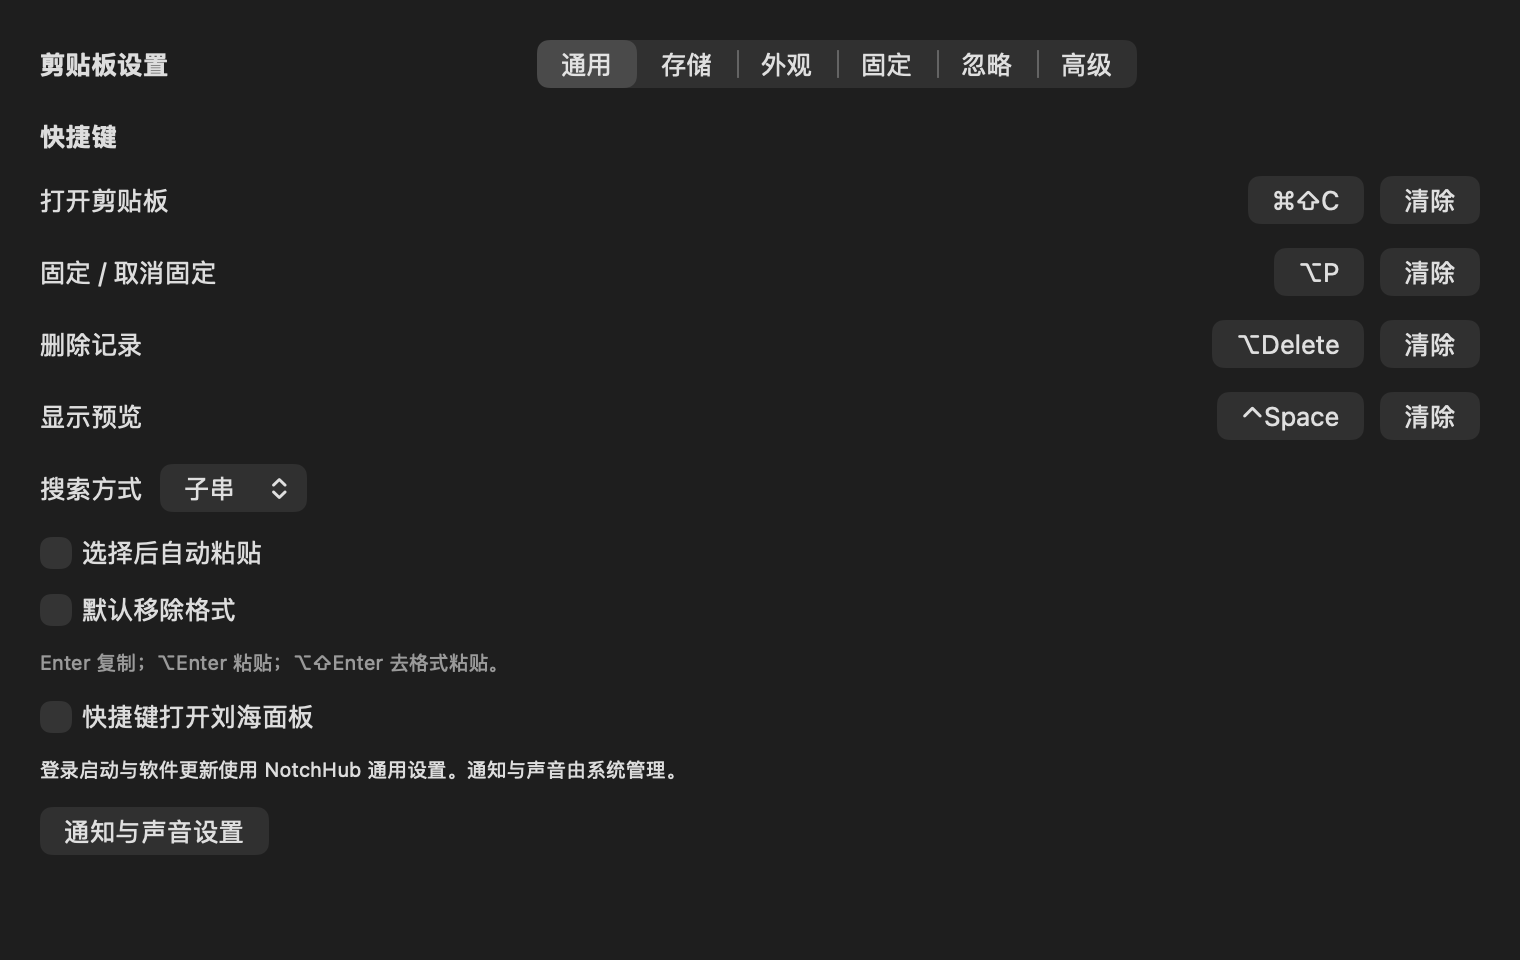 剪贴板设置
通用 存储 外观 固定 忽略 高级
快捷键
打开剪贴板 ⌘⇧C 清除
固定 / 取消固定 ⌥P 清除
删除记录 ⌥Delete 清除
显示预览 ^Space 清除
搜索方式 子串
选择后自动粘贴
默认移除格式
Enter 复制；⌥Enter 粘贴；⌥⇧Enter 去格式粘贴。
快捷键打开刘海面板
登录启动与软件更新使用 NotchHub 通用设置。通知与声音由系统管理。
通知与声音设置